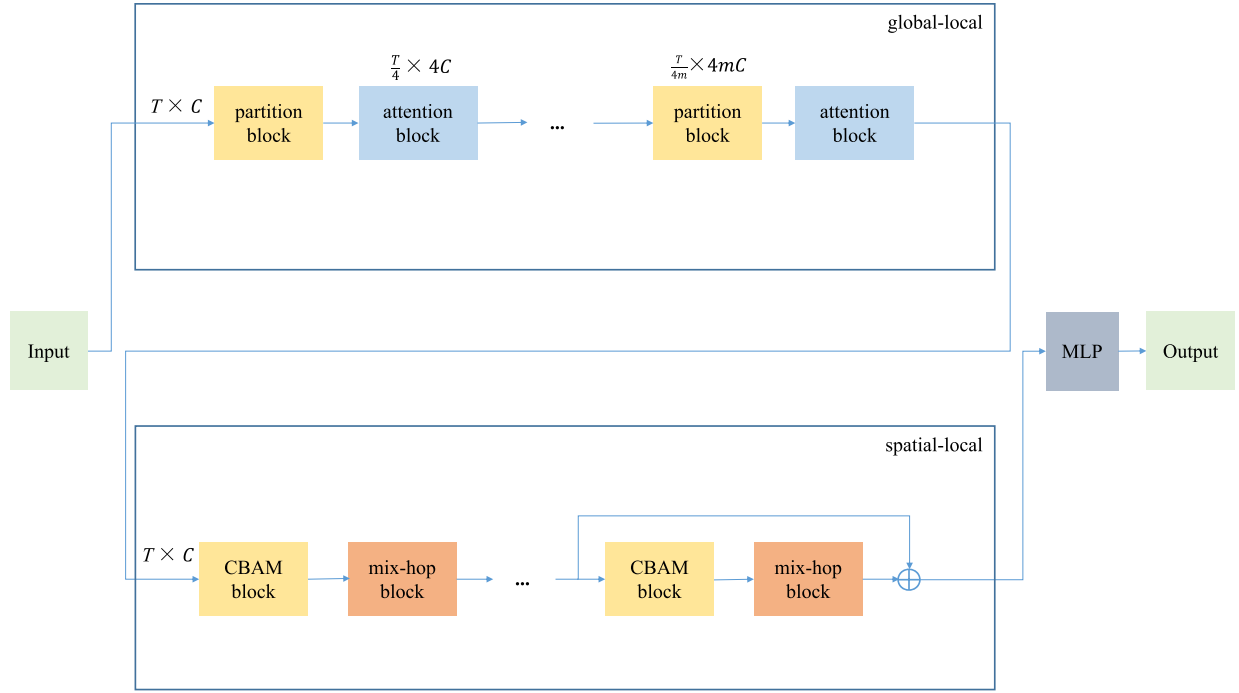 global-local
T/4 × 4C
T/4m × 4mC
T × C
partition
block
attention
block
...
partition
block
attention
block
Input
MLP
Output
spatial-local
T × C
CBAM
block
mix-hop
block
...
CBAM
block
mix-hop
block